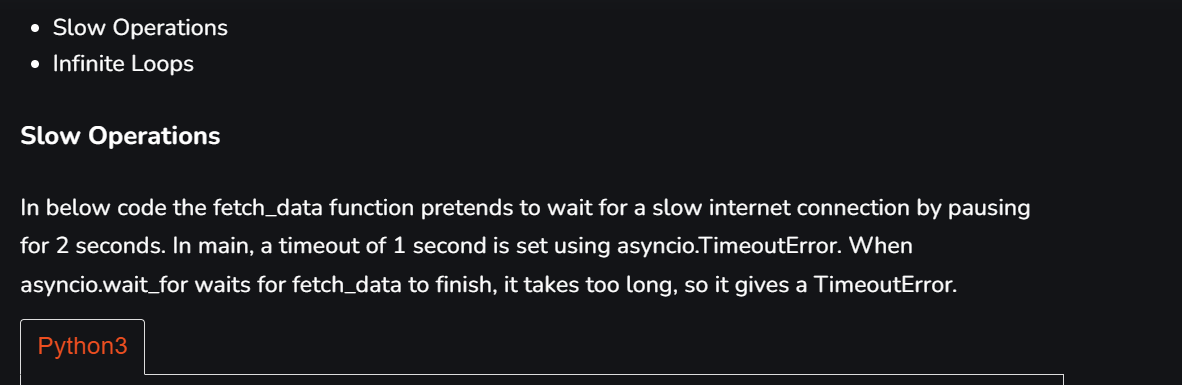 Slow Operations
Infinite Loops
Slow Operations
In below code the fetch_data function pretends to wait for a slow internet connection by pausing
for 2 seconds. In main, a timeout of 1 second is set using asyncio.TimeoutError. When
asyncio.wait_for waits for fetch_data to finish, it takes too long, so it gives a TimeoutError.
Python3